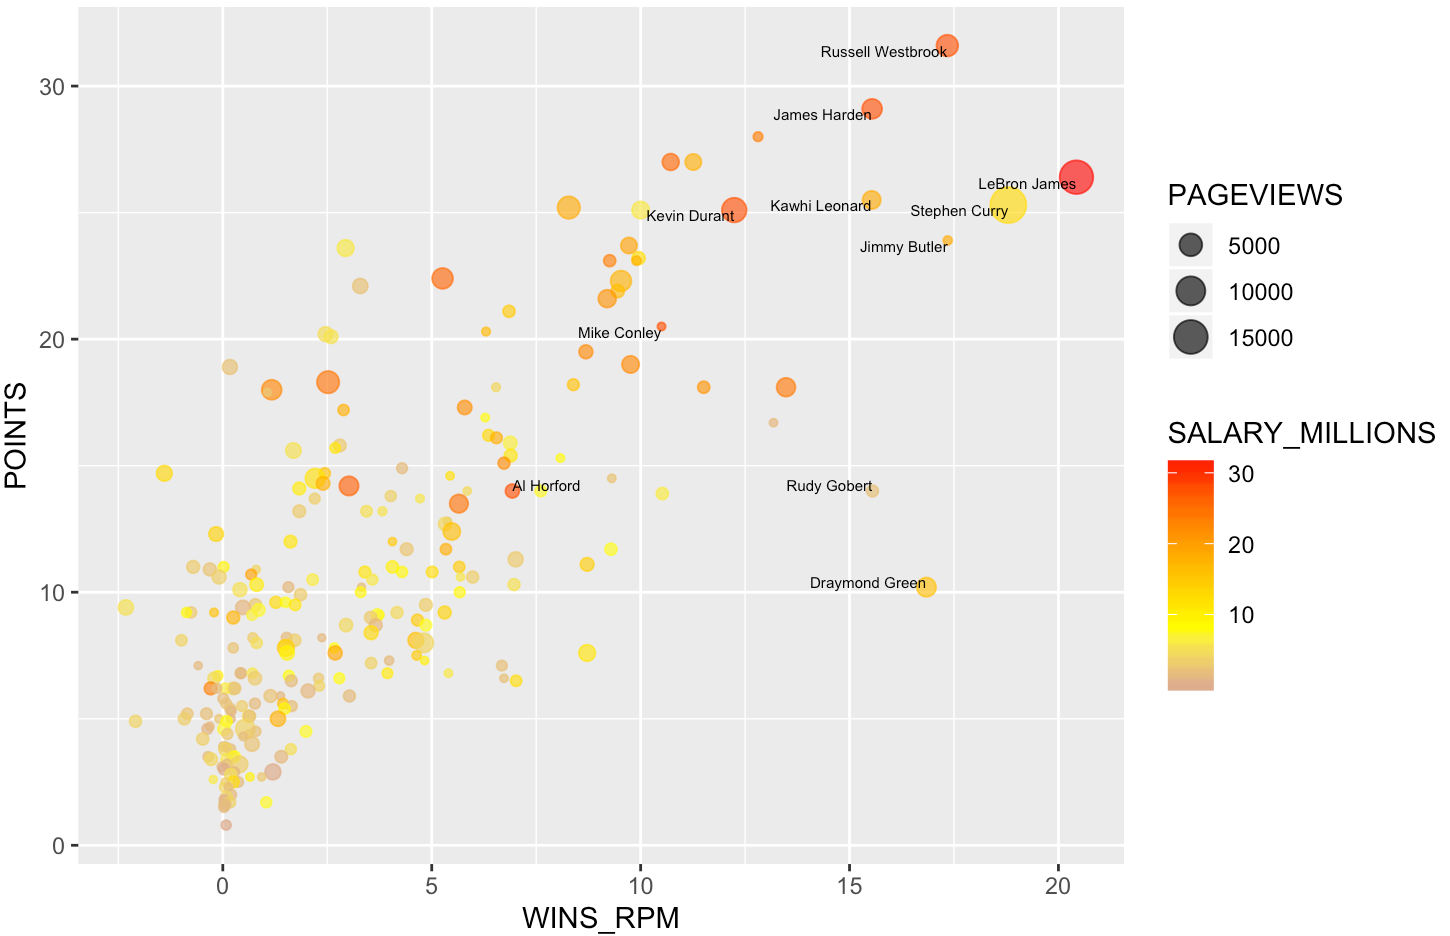 Russell Westbrook
James Harden
LeBron James
Kawhi Leonard
Stephen Curry
Kevin Durant
Jimmy Butler
Mike Conley
Al Horford
Rudy Gobert
Draymond Green
30
20
10
0
POINTS
0 5 10 15 20
WINS_RPM
PAGEVIEWS
5000
10000
15000
SALARY_MILLIONS
30
20
10